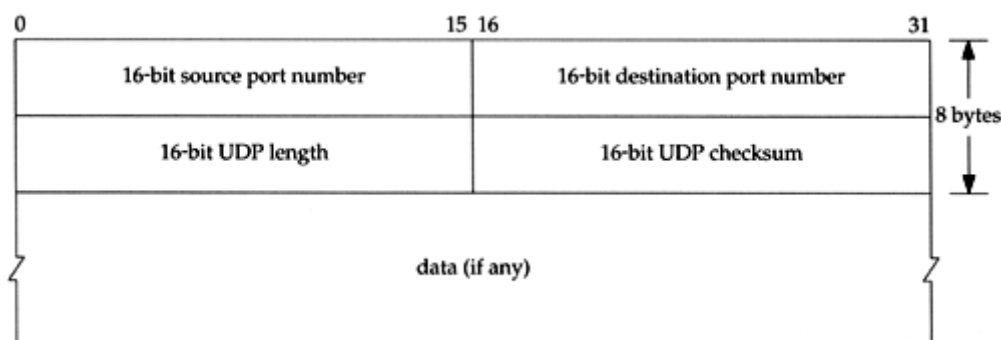 0 15 16 31
16-bit source port number 16-bit destination port number
8 bytes
16-bit UDP length 16-bit UDP checksum
data (if any)